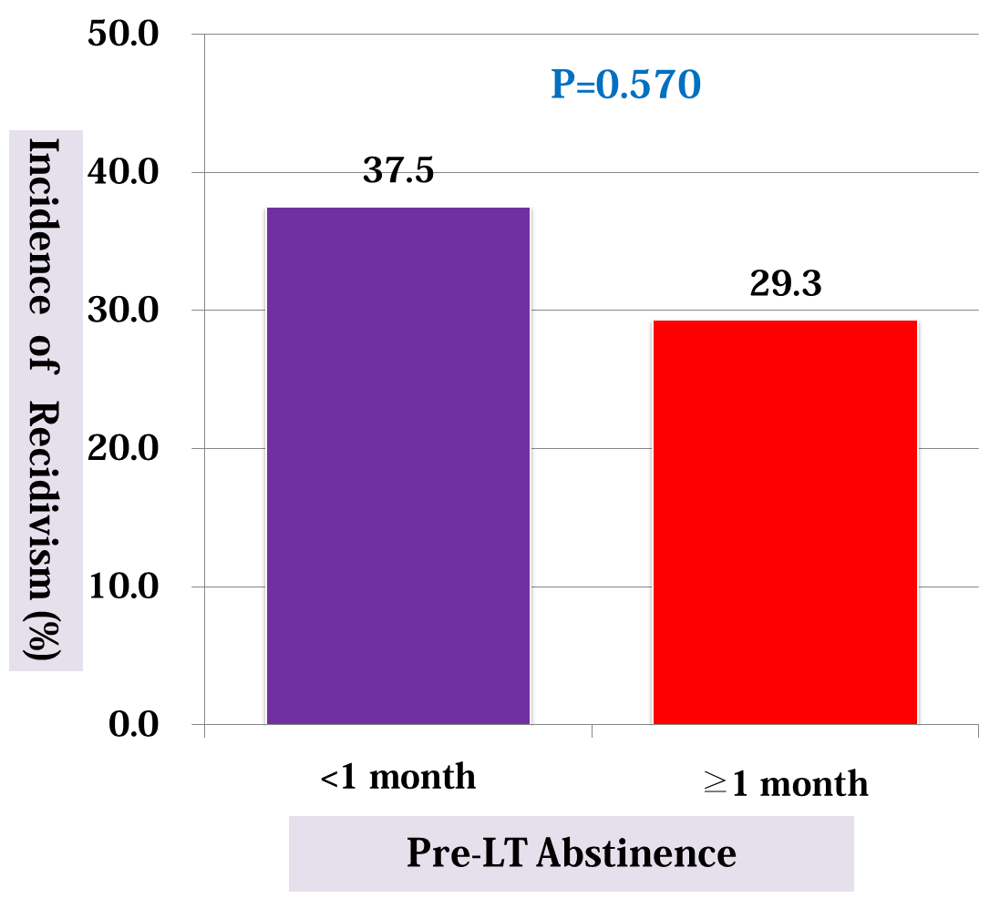 50.0
P=0.570
40.0
37.5
29.3
30.0
20.0
10.0
0.0
Incidence of Recidivism (%)
<1 month
≥1 month
Pre-LT Abstinence